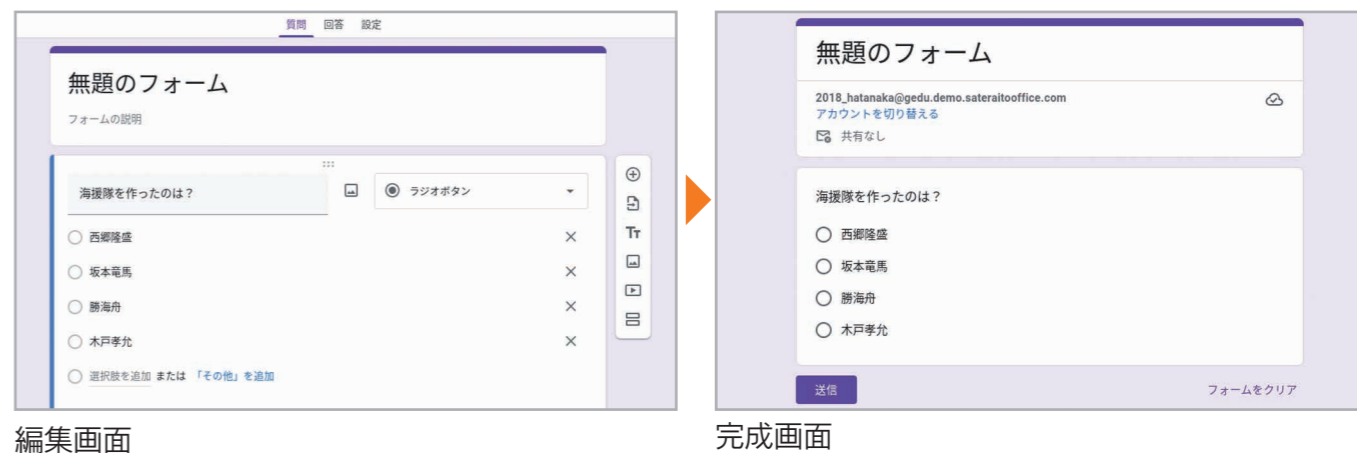 質問 回答 設定
無題のフォーム
フォームの説明
海援隊を作ったのは？
ラジオボタン
西郷隆盛
坂本竜馬
勝海舟
木戸孝允
選択肢を追加 または 「その他」を追加
Tт
編集画面
無題のフォーム
2018_hatanaka@gedu.demo.sateraitooffice.com
アカウントを切り替える
共有なし
海援隊を作ったのは？
西郷隆盛
坂本竜馬
勝海舟
木戸孝允
送信
フォームをクリア
完成画面